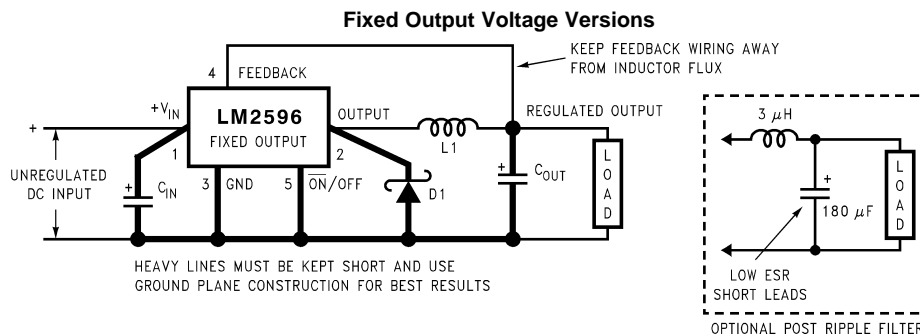 Fixed Output Voltage Versions
KEEP FEEDBACK WIRING AWAY
FROM INDUCTOR FLUX
4 FEEDBACK
+VIN
LM2596
FIXED OUTPUT
OUTPUT
REGULATED OUTPUT
+
1
2
L1
3 μH
UNREGULATED
DC INPUT
+
CIN
3 GND
5 ON/OFF
D1
+
COUT
LOAD
+
180 μF
LOAD
HEAVY LINES MUST BE KEPT SHORT AND USE
GROUND PLANE CONSTRUCTION FOR BEST RESULTS
LOW ESR
SHORT LEADS
OPTIONAL POST RIPPLE FILTER